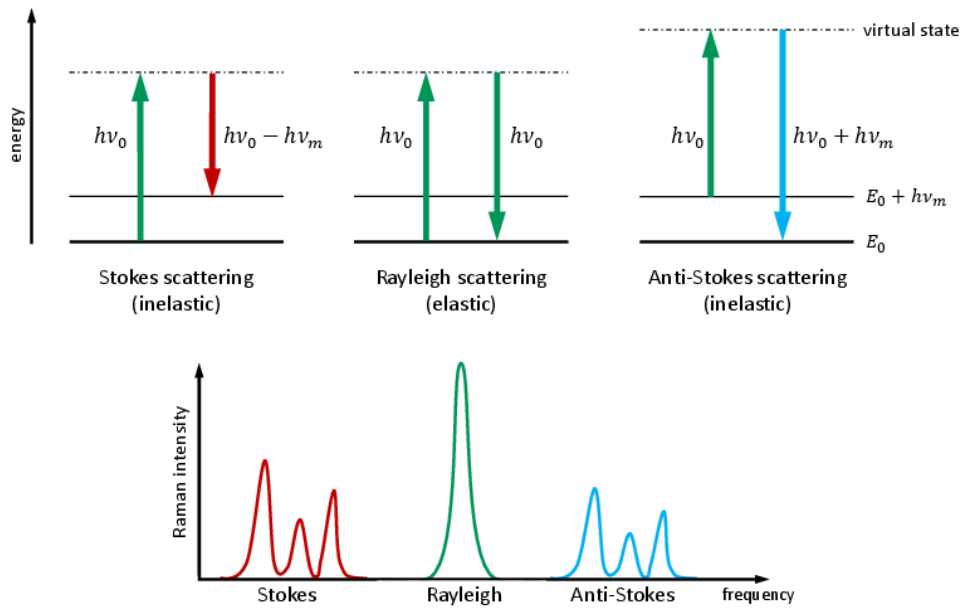 energy
virtual state
hν₀
hν₀ − hνₘ
hν₀
hν₀
hν₀
hν₀ + hνₘ
E₀ + hνₘ
E₀
Stokes scattering
(inelastic)
Rayleigh scattering
(elastic)
Anti-Stokes scattering
(inelastic)
Raman intensity
Stokes
Rayleigh
Anti-Stokes
frequency